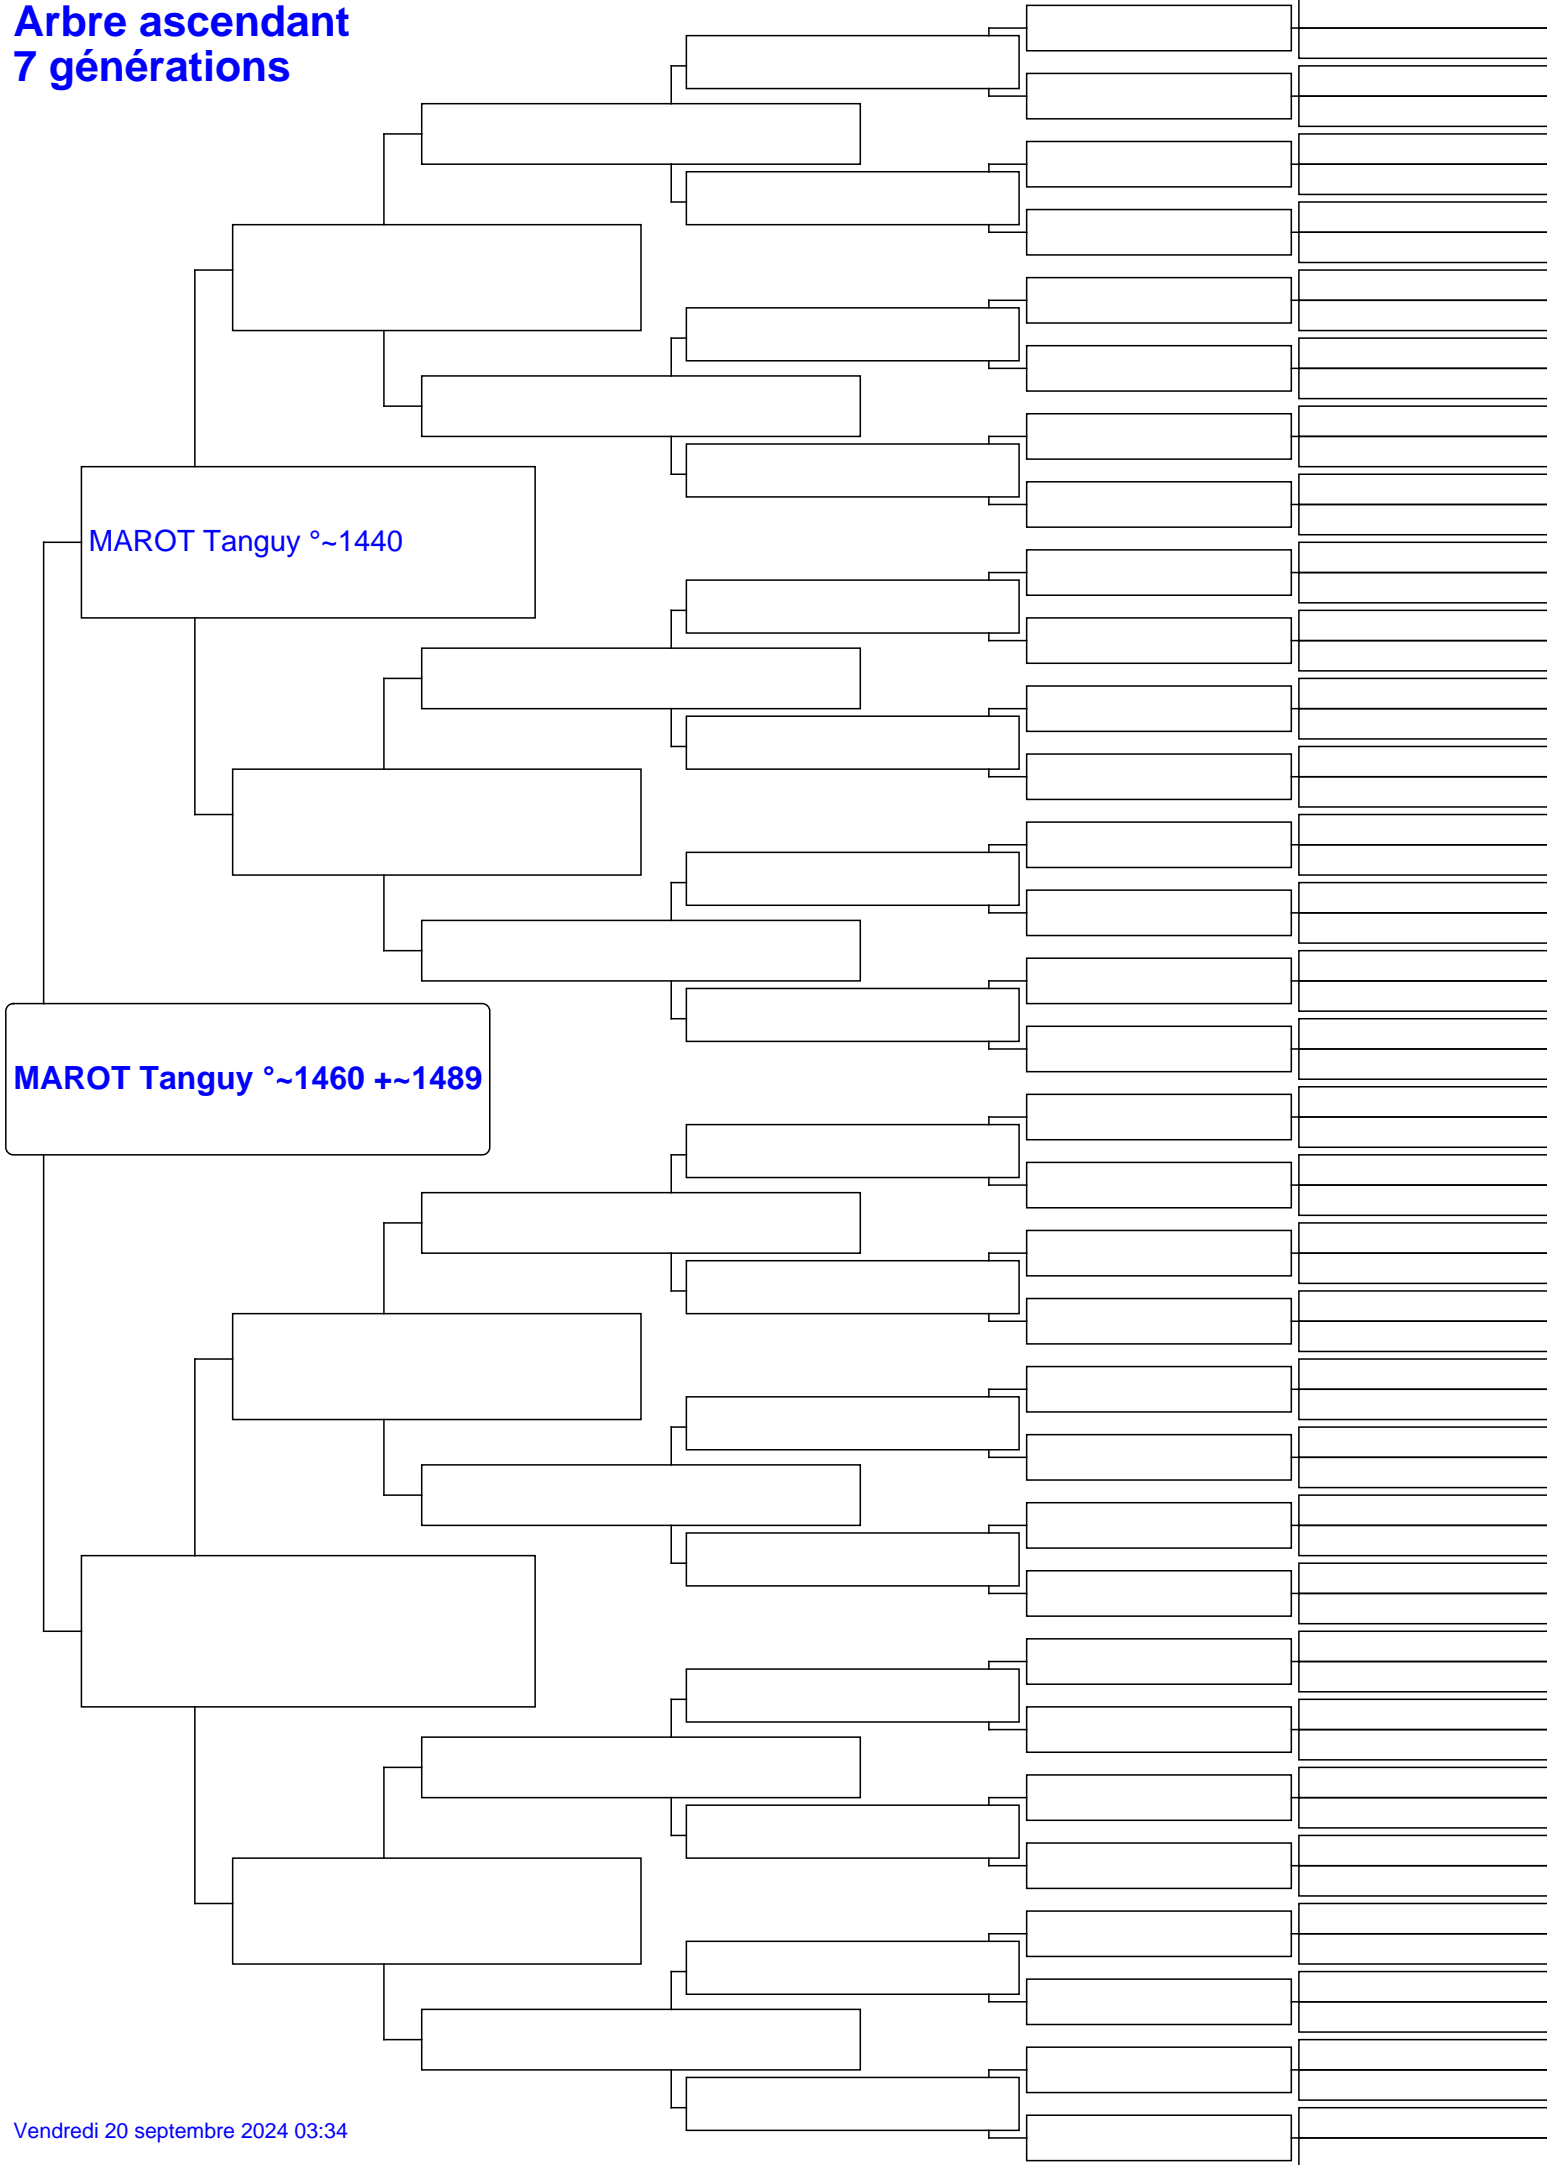 Arbre ascendant
7 générations
MAROT Tanguy °~1440
MAROT Tanguy °~1460 +~1489
Vendredi 20 septembre 2024 03:34